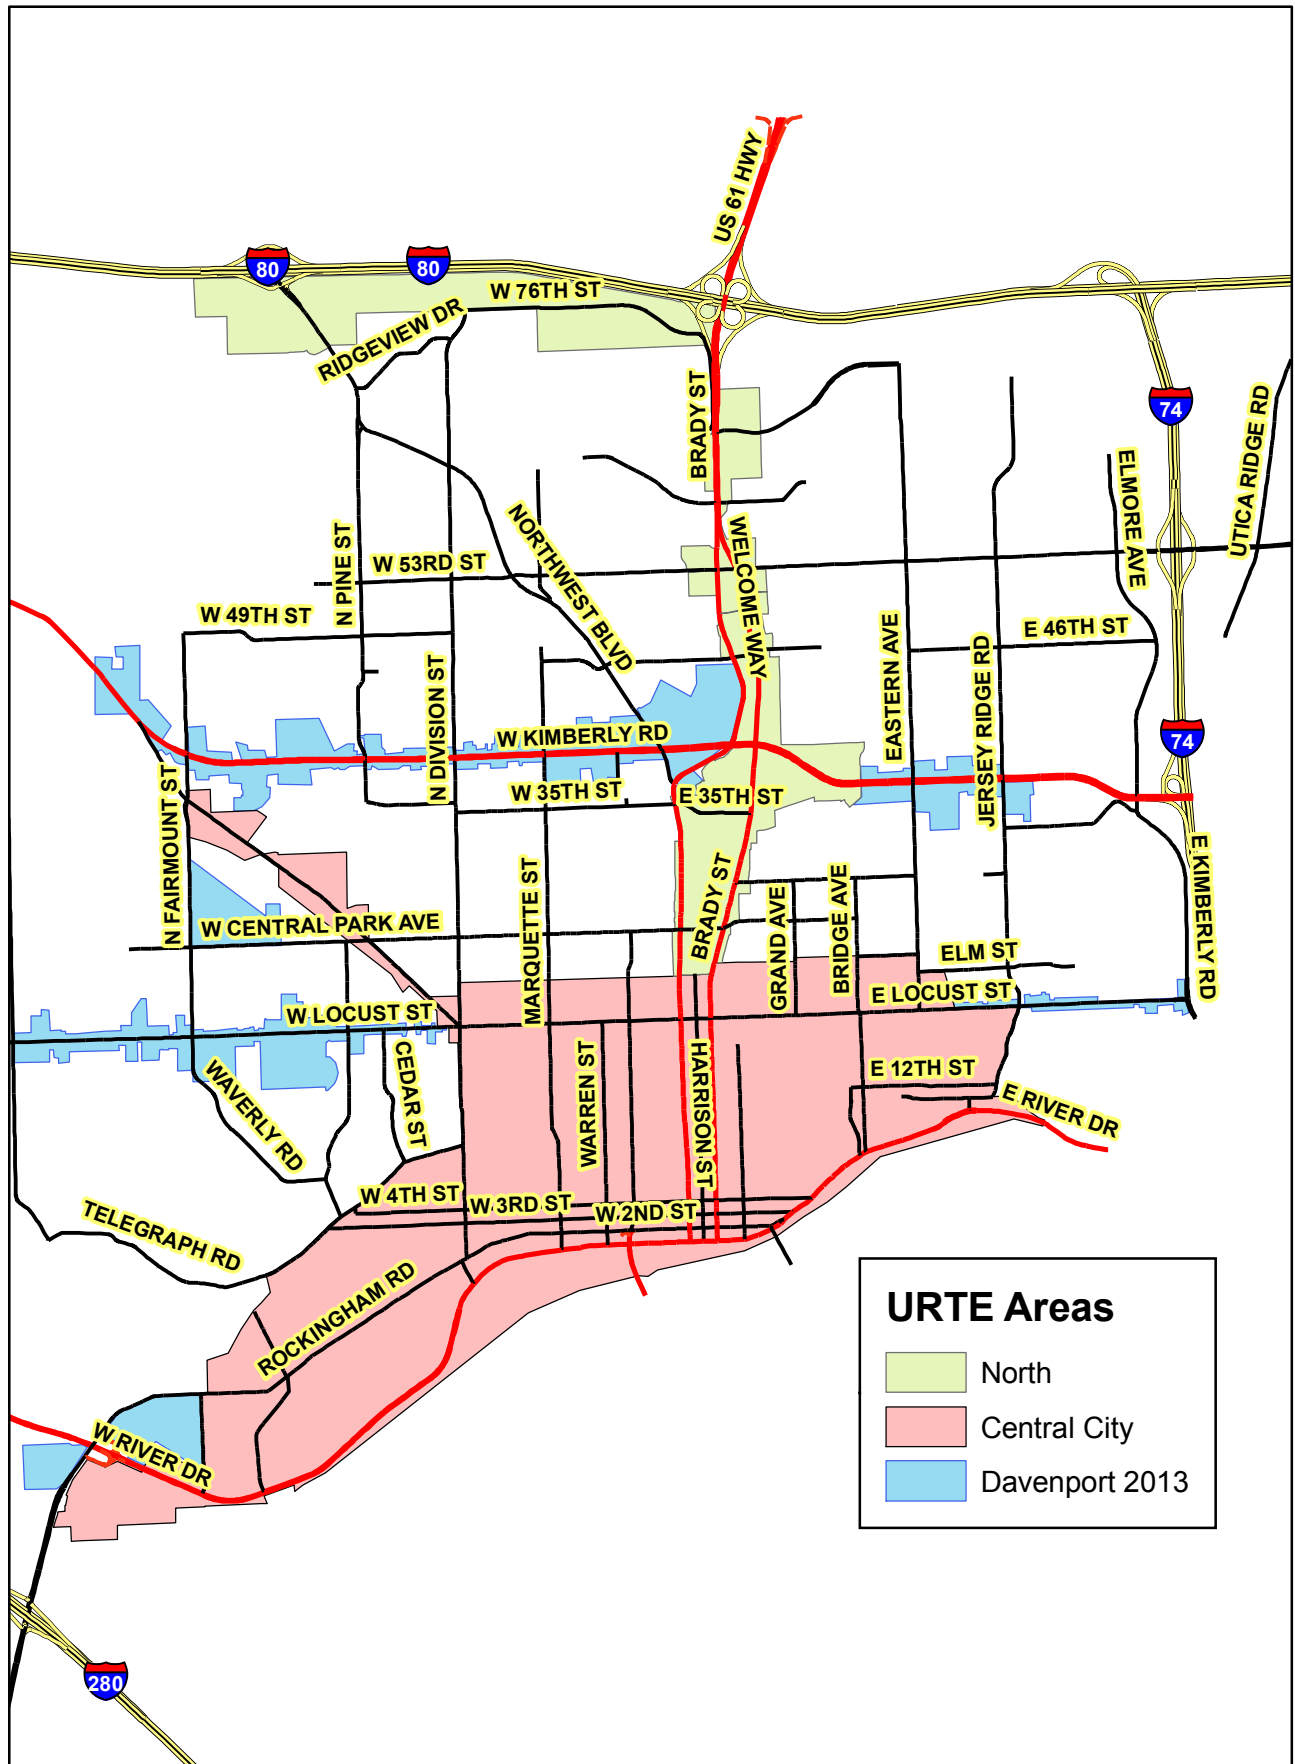 US 61 HWY
80
80
W 76TH ST
RIDGEVIEW DR
BRADY ST
74
UTICA RIDGE RD
ELMORE AVE
N PINE ST
NORTHWEST BLVD
WELCOME WAY
W 53RD ST
W 49TH ST
E 46TH ST
EASTERN AVE
JERSEY RIDGE RD
N DIVISION ST
W KIMBERLY RD
74
N FAIRMOUNT ST
W 35TH ST
E 35TH ST
E KIMBERLY RD
MARQUETTE ST
BRADY ST
GRAND AVE
BRIDGE AVE
W CENTRAL PARK AVE
ELM ST
E LOCUST ST
W LOCUST ST
CEDAR ST
WARREN ST
HARRISON ST
E 12TH ST
WAVERLY RD
E RIVER DR
W 4TH ST
W 3RD ST
W 2ND ST
TELEGRAPH RD
ROCKINGHAM RD
W RIVER DR
280
URTE Areas
North
Central City
Davenport 2013